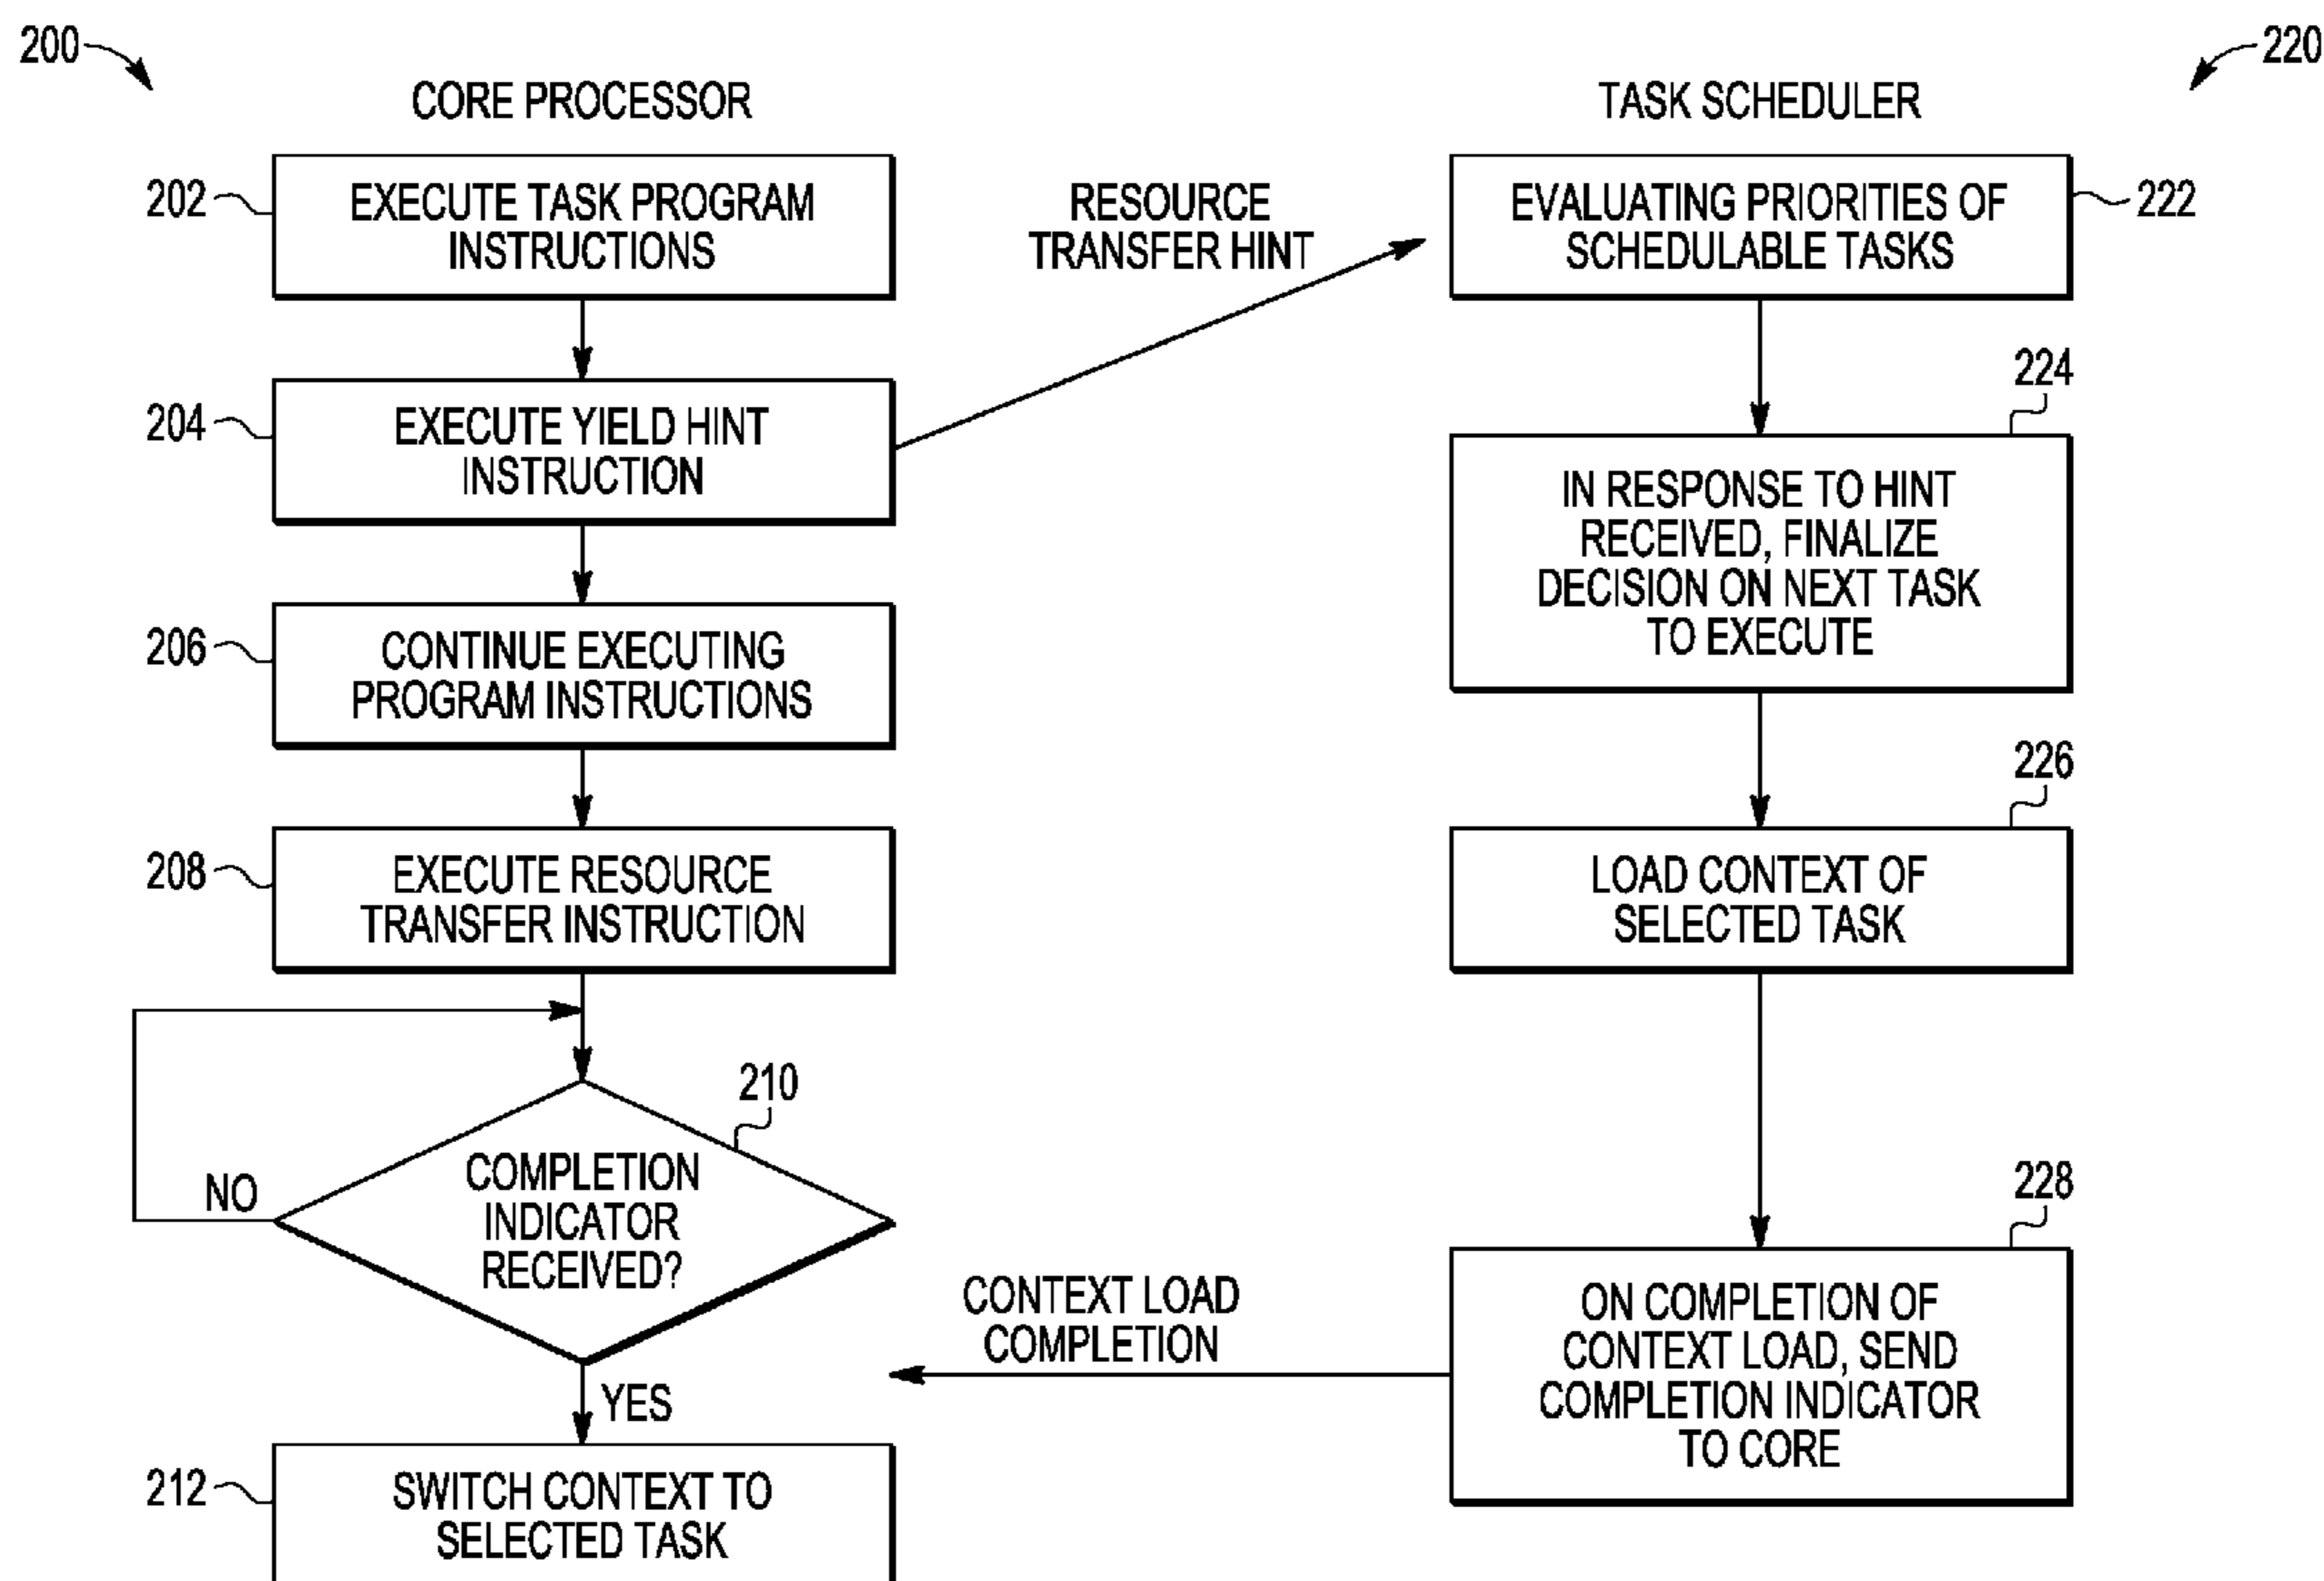 200
220
CORE PROCESSOR
TASK SCHEDULER
202
EXECUTE TASK PROGRAM
INSTRUCTIONS
RESOURCE
TRANSFER HINT
EVALUATING PRIORITIES OF
SCHEDULABLE TASKS
222
204
EXECUTE YIELD HINT
INSTRUCTION
224
IN RESPONSE TO HINT
RECEIVED, FINALIZE
DECISION ON NEXT TASK
TO EXECUTE
206
CONTINUE EXECUTING
PROGRAM INSTRUCTIONS
226
208
EXECUTE RESOURCE
TRANSFER INSTRUCTION
LOAD CONTEXT OF
SELECTED TASK
210
COMPLETION
INDICATOR
RECEIVED?
NO
YES
228
CONTEXT LOAD
COMPLETION
ON COMPLETION OF
CONTEXT LOAD, SEND
COMPLETION INDICATOR
TO CORE
212
SWITCH CONTEXT TO
SELECTED TASK